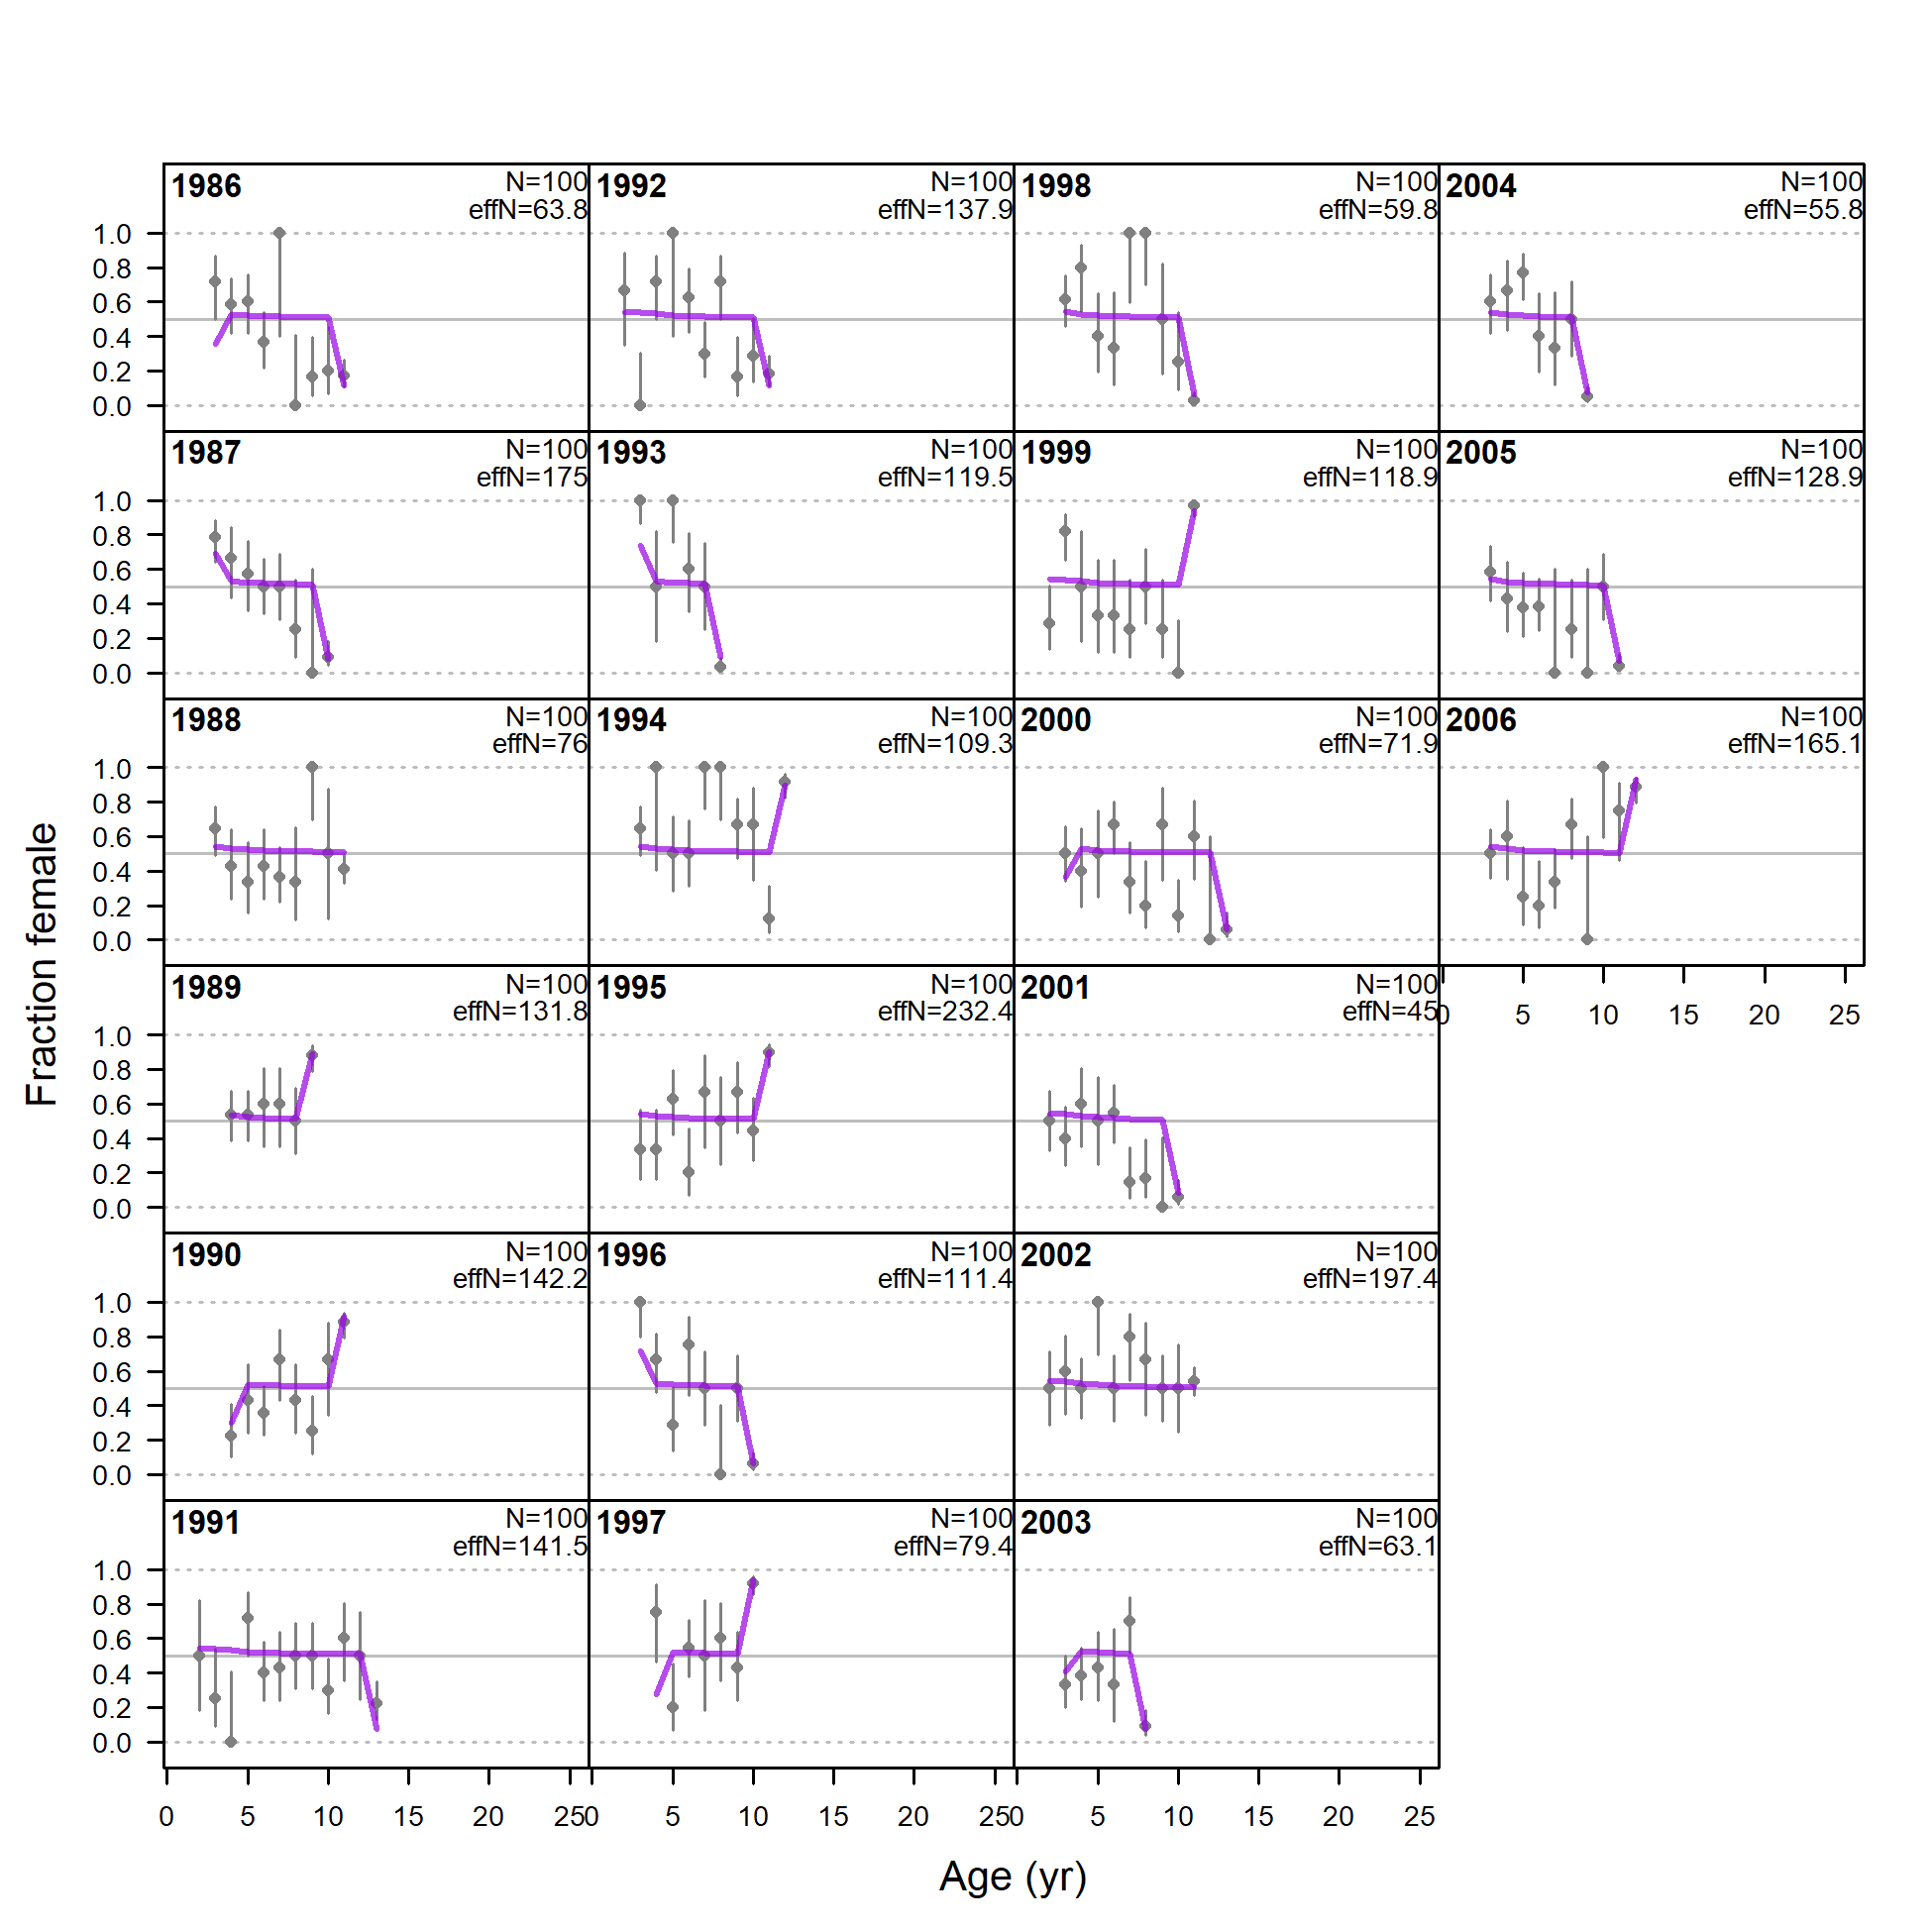 1986 N=100 1992 N=100 1998 N=100 2004 N=100
effN=63.8 effN=137.9 effN=59.8 effN=55.8
1.0
0.8
0.6
0.4
0.2
0.0
1987 N=100 1993 N=100 1999 N=100 2005 N=100
effN=175 effN=119.5 effN=118.9 effN=128.9
1.0
0.8
0.6
0.4
0.2
0.0
1988 N=100 1994 N=100 2000 N=100 2006 N=100
effN=76 effN=109.3 effN=71.9 effN=165.1
1.0
0.8
0.6
0.4
0.2
0.0
1989 N=100 1995 N=100 2001 N=100
effN=131.8 effN=232.4 effN=45
0 5 10 15 20 25
1.0
0.8
0.6
0.4
0.2
0.0
1990 N=100 1996 N=100 2002 N=100
effN=142.2 effN=111.4 effN=197.4
1.0
0.8
0.6
0.4
0.2
0.0
1991 N=100 1997 N=100 2003 N=100
effN=141.5 effN=79.4 effN=63.1
1.0
0.8
0.6
0.4
0.2
0.0
0 5 10 15 20 25 0 5 10 15 20 25 0 5 10 15 20 25
Fraction female
Age (yr)